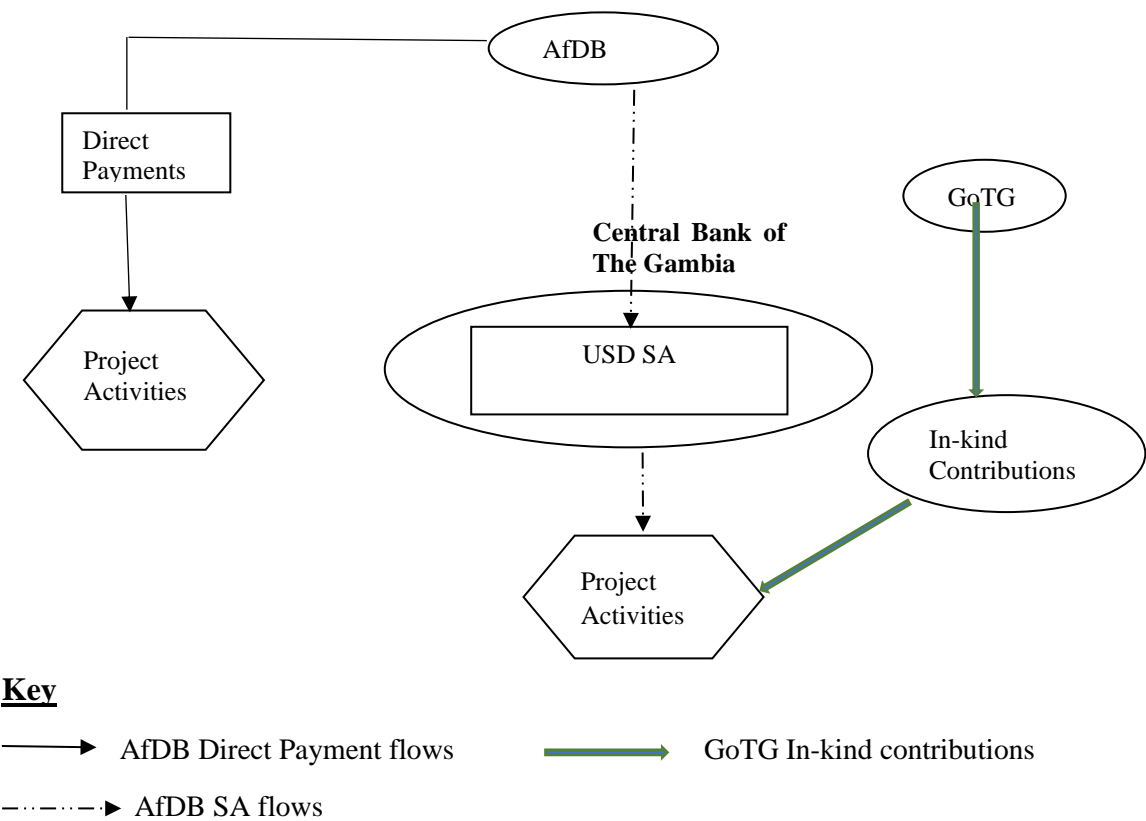 AfDB
Direct
Payments
GoTG
Central Bank of
The Gambia
USD SA
Project
Activities
In-kind
Contributions
Project
Activities
Key
AfDB Direct Payment flows
GoTG In-kind contributions
AfDB SA flows